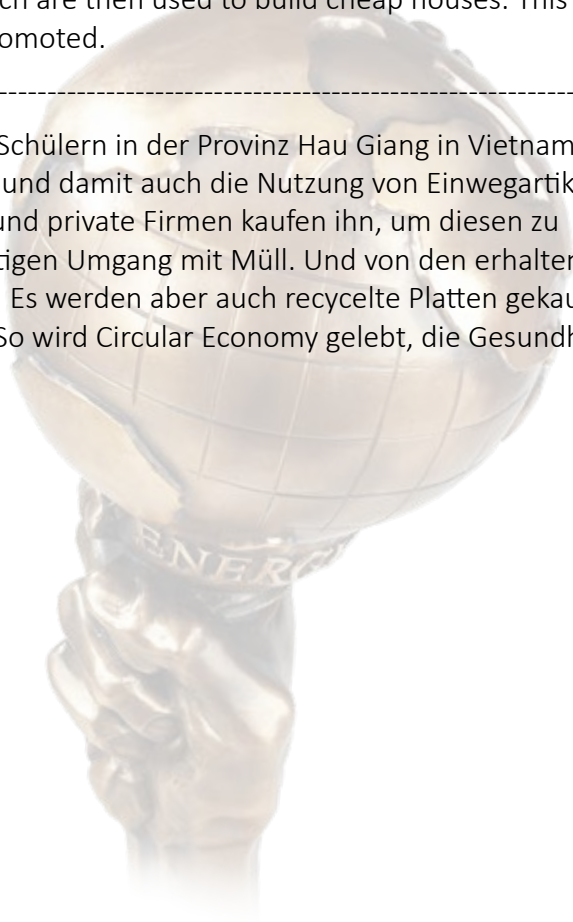 ch are then used to build cheap houses. This
omoted.
--------------------------------------------------------------------------------
Schülern in der Provinz Hau Giang in Vietnam
und damit auch die Nutzung von Einwegartik
und private Firmen kaufen ihn, um diesen zu
tigen Umgang mit Müll. Und von den erhalten
Es werden aber auch recycelte Platten gekau
So wird Circular Economy gelebt, die Gesundh
ENERGY